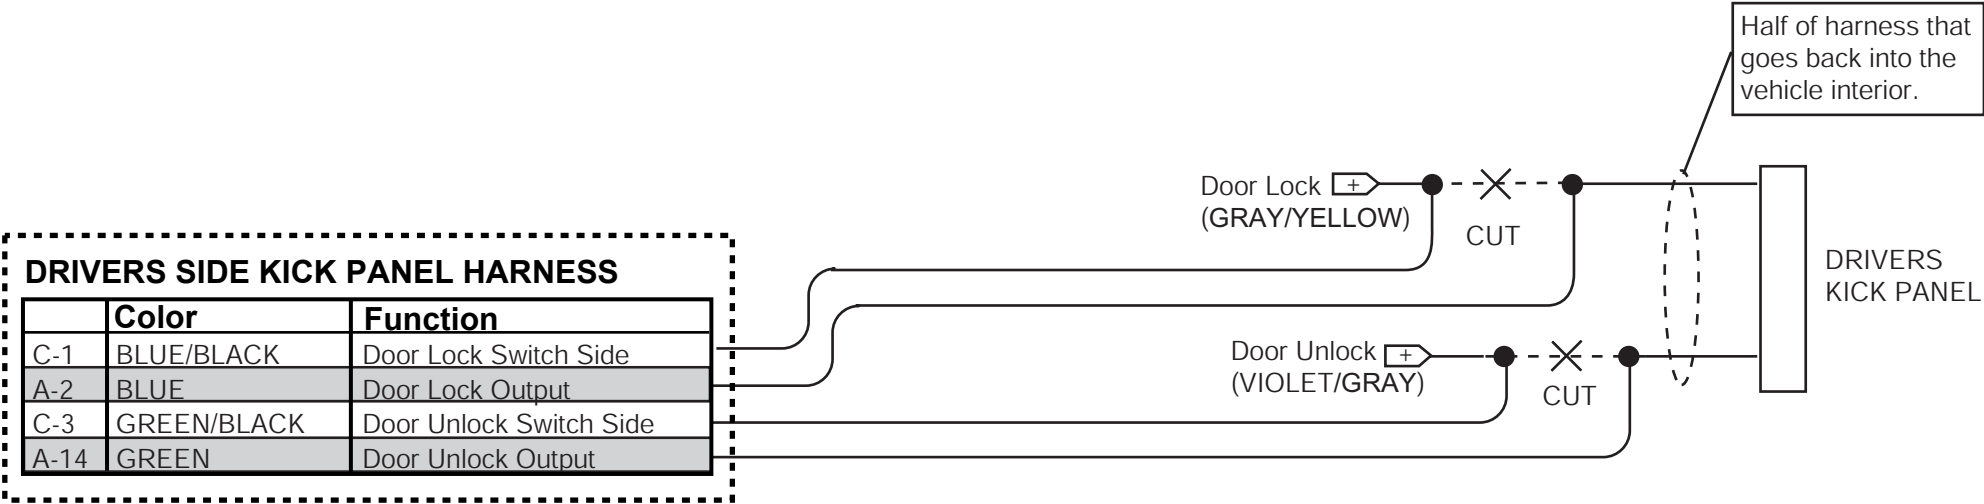 Half of harness that
goes back into the
vehicle interior.
Door Lock +
(GRAY/YELLOW)
CUT
DRIVERS
KICK PANEL
DRIVERS SIDE KICK PANEL HARNESS
Color Function
C-1 BLUE/BLACK Door Lock Switch Side
A-2 BLUE Door Lock Output
C-3 GREEN/BLACK Door Unlock Switch Side
A-14 GREEN Door Unlock Output
Door Unlock +
(VIOLET/GRAY)
CUT